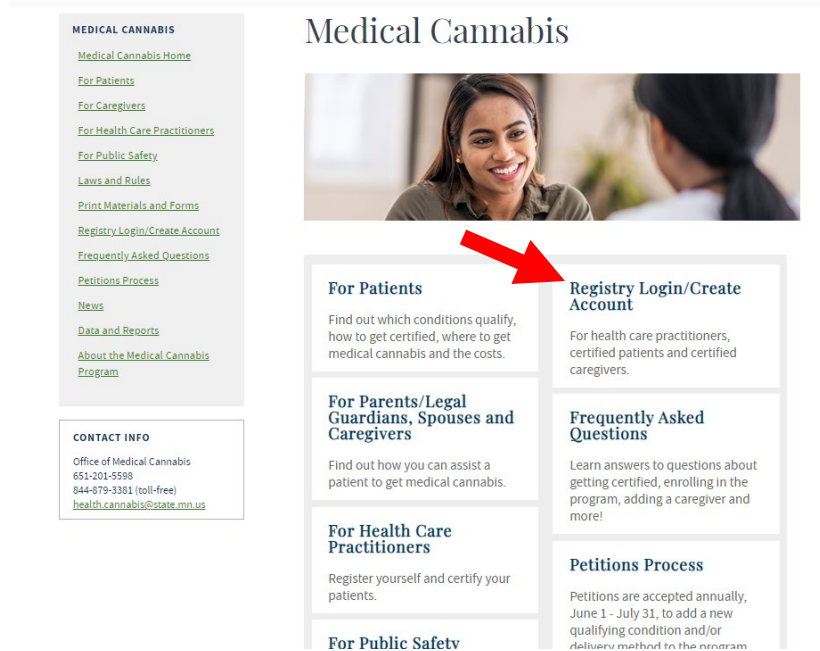 MEDICAL CANNABIS
Medical Cannabis Home
For Patients
For Caregivers
For Health Care Practitioners
For Public Safety
Laws and Rules
Print Materials and Forms
Registry Login/Create Account
Frequently Asked Questions
Petitions Process
News
Data and Reports
About the Medical Cannabis
Program
CONTACT INFO
Office of Medical Cannabis
651-201-5598
844-879-3381 (toll-free)
health.cannabis@state.mn.us
Medical Cannabis
For Patients
Find out which conditions qualify,
how to get certified, where to get
medical cannabis and the costs.
For Parents/Legal
Guardians, Spouses and
Caregivers
Find out how you can assist a
patient to get medical cannabis.
For Health Care
Practitioners
Register yourself and certify your
patients.
For Public Safety
Registry Login/Create
Account
For health care practitioners,
certified patients and certified
caregivers.
Frequently Asked
Questions
Learn answers to questions about
getting certified, enrolling in the
program, adding a caregiver and
more!
Petitions Process
Petitions are accepted annually,
June 1 - July 31, to add a new
qualifying condition and/or
delivery method to the program